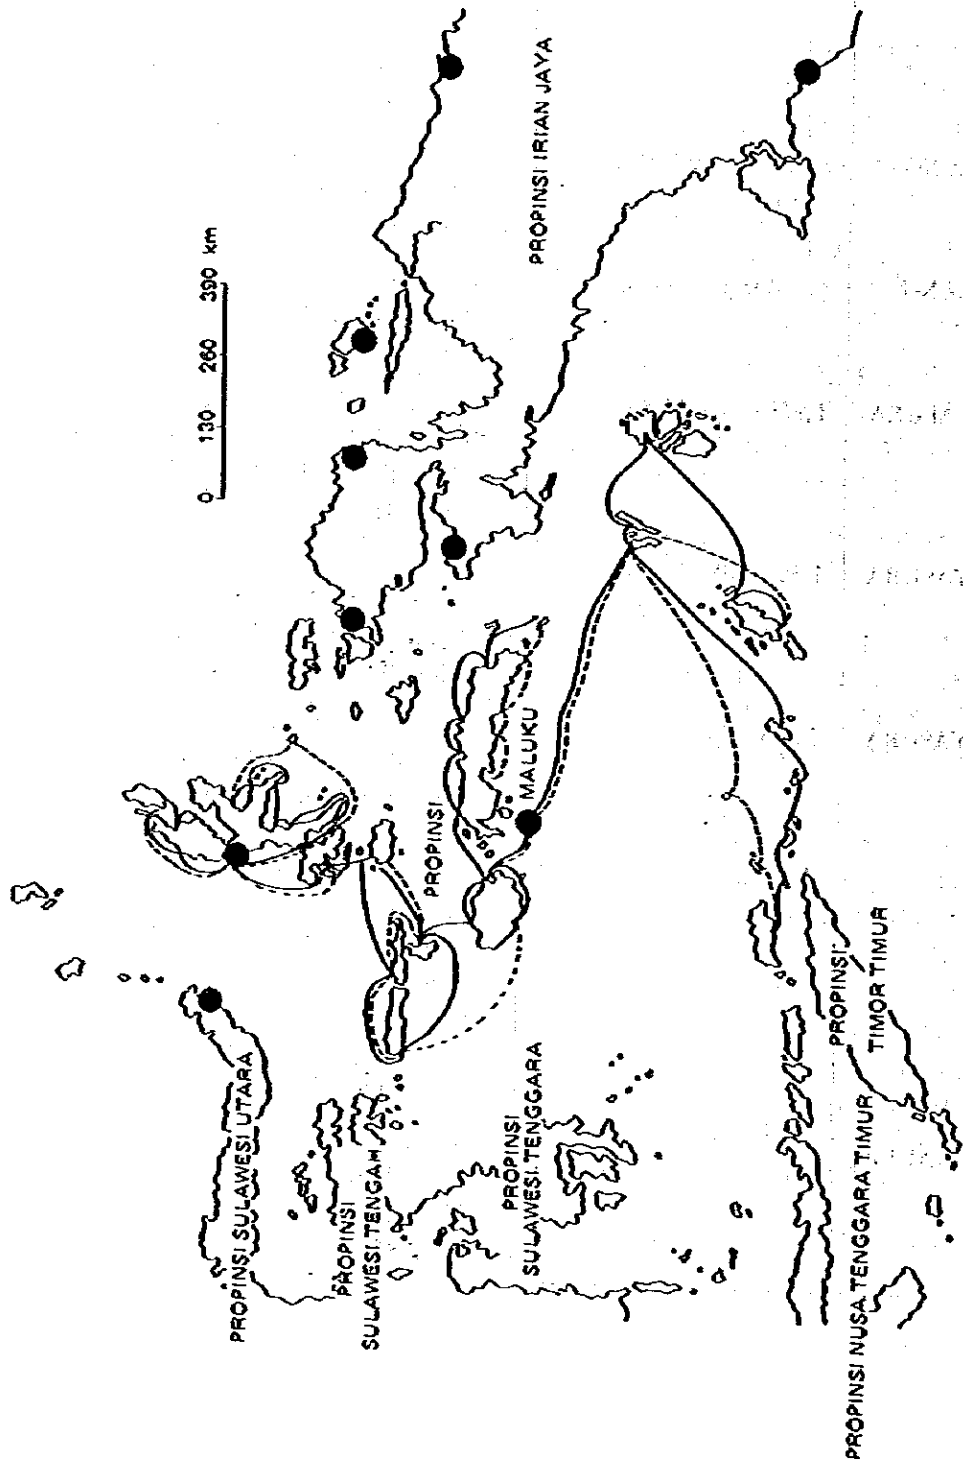 0 130 260 390 km
PROPINSI SULAWESI UTARA
PROPINSI
SULAWESI TENGAH
PROPINSI
MALUKU
PROPINSI IRIAN JAYA
PROPINSI
SULAWESI TENGGARA
PROPINSI
TIMOR TIMUR
PROPINSI NUSA TENGGARA TIMUR